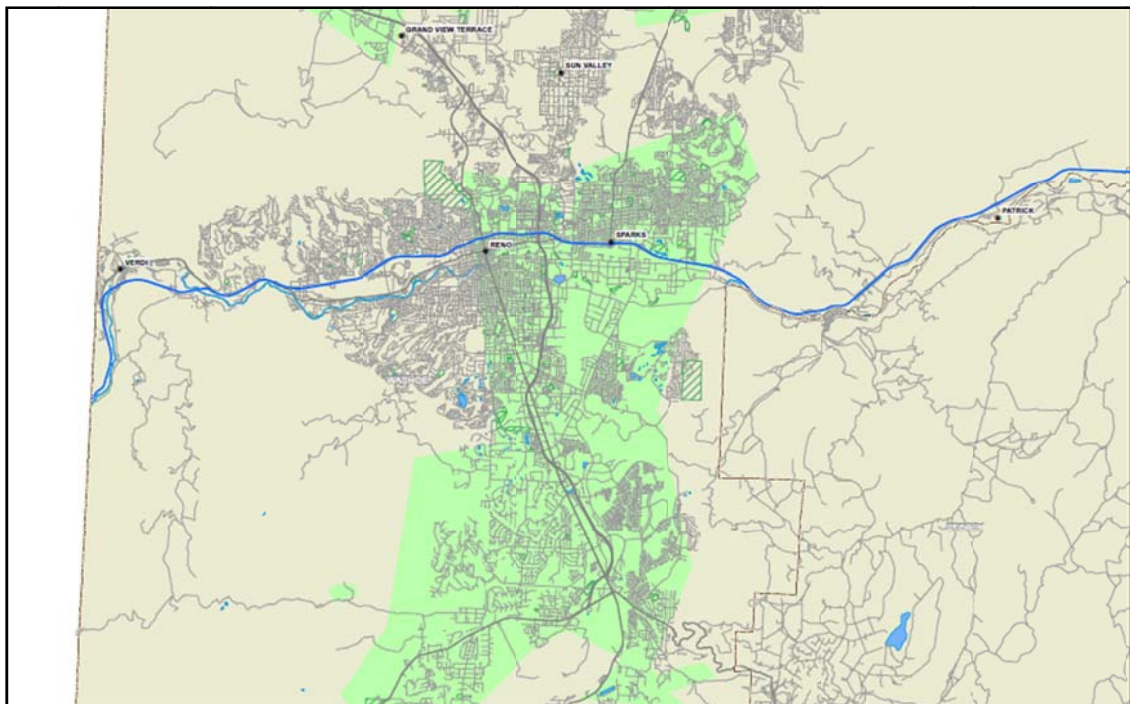 GRAND VIEW TERRACE
SUN VALLEY
PATRICK
SPARKS
RENO
VERDI